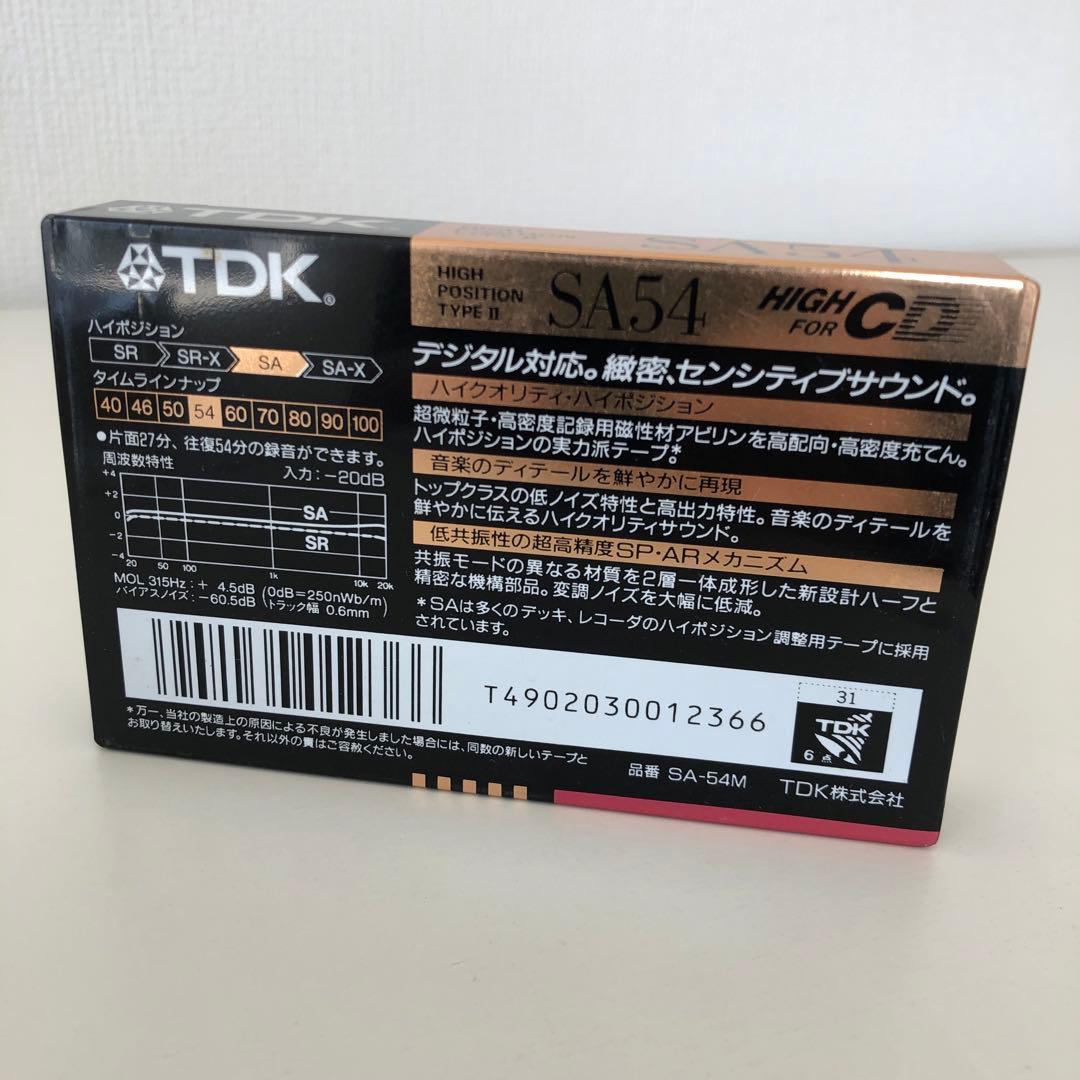 TDK
SA54
TDK®
HIGH
POSITION
TYPE II
SA54
HIGH
FOR CD
ハイポジション
SR SR-X SA SA-X
タイムラインナップ
40 46 50 54 60 70 80 90 100
●片面27分、往復54分の録音ができます。
周波数特性
入力:-20dB
+4
+2
0
-2
-4
SA
SR
20 50 100 1k 10k 20k
MOL 315Hz:+ 4.5dB (0dB=250nWb/m)
バイアスノイズ:-60.5dB (トラック幅 0.6mm)
デジタル対応。緻密、センシティブサウンド。
ハイクオリティ・ハイポジション
超微粒子・高密度記録用磁性材アビリンを高配向・高密度充てん。
ハイポジションの実力派テープ。*
音楽のディテールを鮮やかに再現
トップクラスの低ノイズ特性と高出力特性。音楽のディテールを
鮮やかに伝えるハイクオリティサウンド。
低共振性の超高精度SP・ARメカニズム
共振モードの異なる材質を2層一体成形した新設計ハーフと
精密な機構部品。変調ノイズを大幅に低減。
*SAは多くのデッキ、レコーダのハイポジション調整用テープに採用
されています。
T4902030012366
31
TDK
6点
*万一、当社の製造上の原因による不良が発生しました場合には、同数の新しいテープと
お取り替えいたします。それ以外の責はご容赦ください。
品番 SA-54M
TDK株式会社